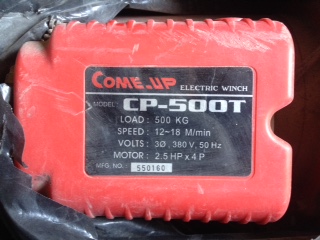 COME-UP ELECTRIC WINCH
MODEL: CP-500T
LOAD: 500 KG
SPEED: 12~18 M/min
VOLTS: 3Ø, 380 V, 50 Hz
MOTOR: 2.5 HP x 4 P
MFG. NO. 550160